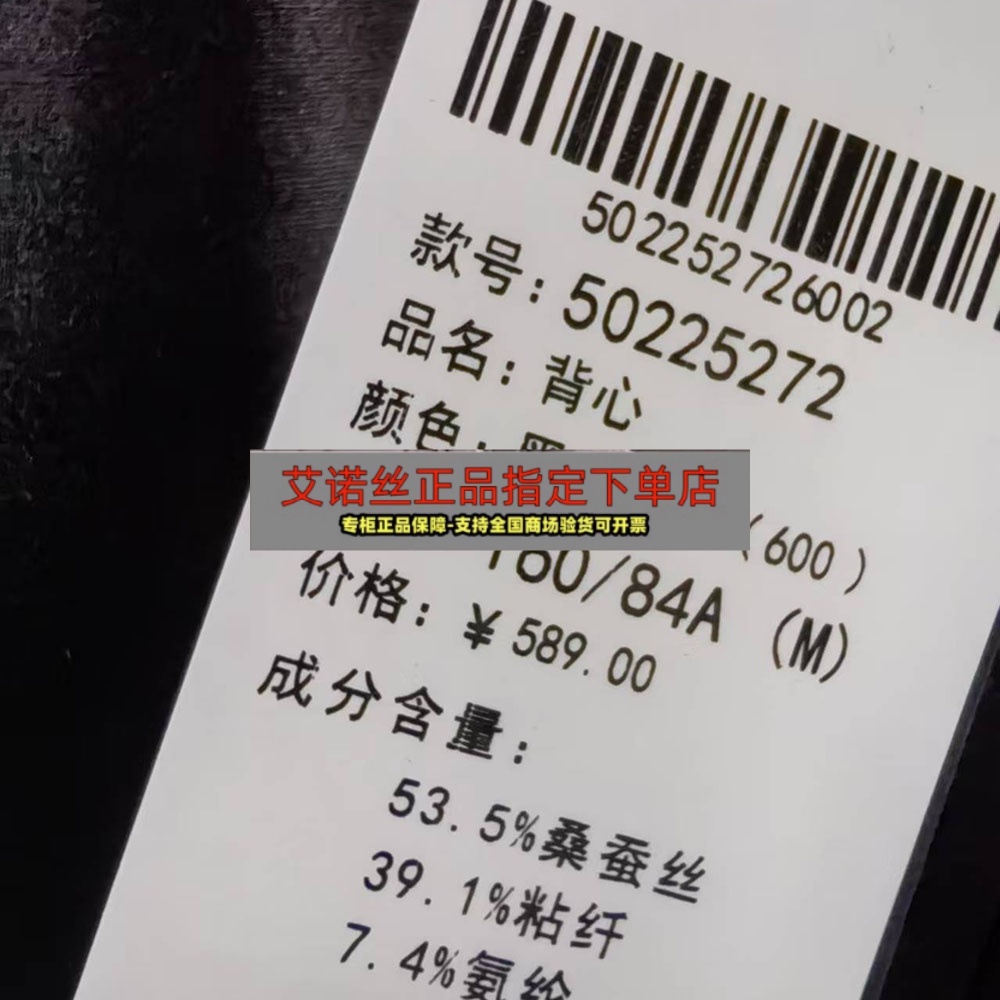 502252726002
款号：50225272
品名：背心
颜色：
艾诺丝正品指定下单店
专柜正品保障-支持全国商场验货可开票
（600）
160/84A （M）
价格：￥589.00
成分含量：
53.5%桑蚕丝
39.1%粘纤
7.4%氨纶